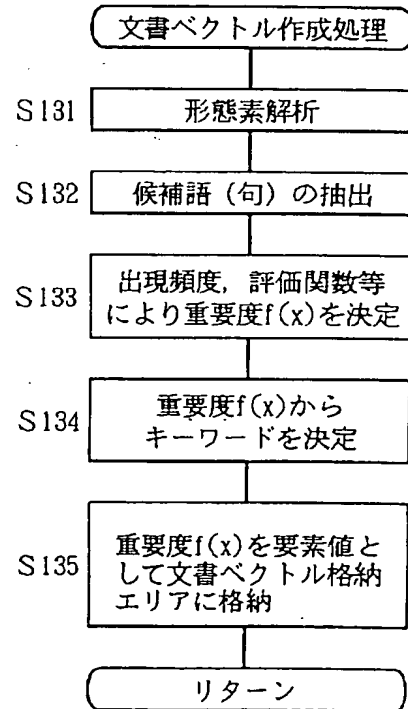 文書ベクトル作成処理
S131
形態素解析
S132
候補語（句）の抽出
S133
出現頻度，評価関数等
により重要度f(x)を決定
S134
重要度f(x)から
キーワードを決定
S135
重要度f(x)を要素値と
して文書ベクトル格納
エリアに格納
リターン